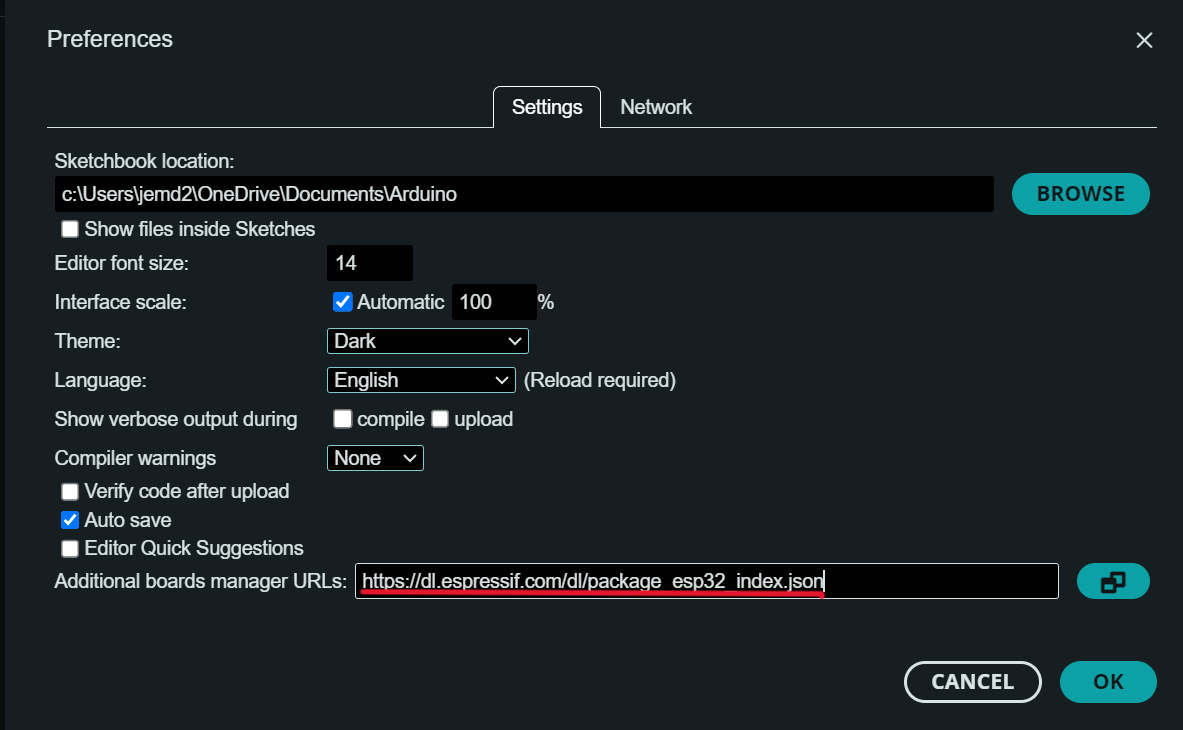 Preferences
Settings Network
Sketchbook location:
c:\Users\jemd2\OneDrive\Documents\Arduino
BROWSE
Show files inside Sketches
Editor font size: 14
Interface scale: Automatic 100 %
Theme: Dark
Language: English (Reload required)
Show verbose output during compile upload
Compiler warnings None
Verify code after upload
Auto save
Editor Quick Suggestions
Additional boards manager URLs: https://dl.espressif.com/dl/package_esp32_index.json
CANCEL OK